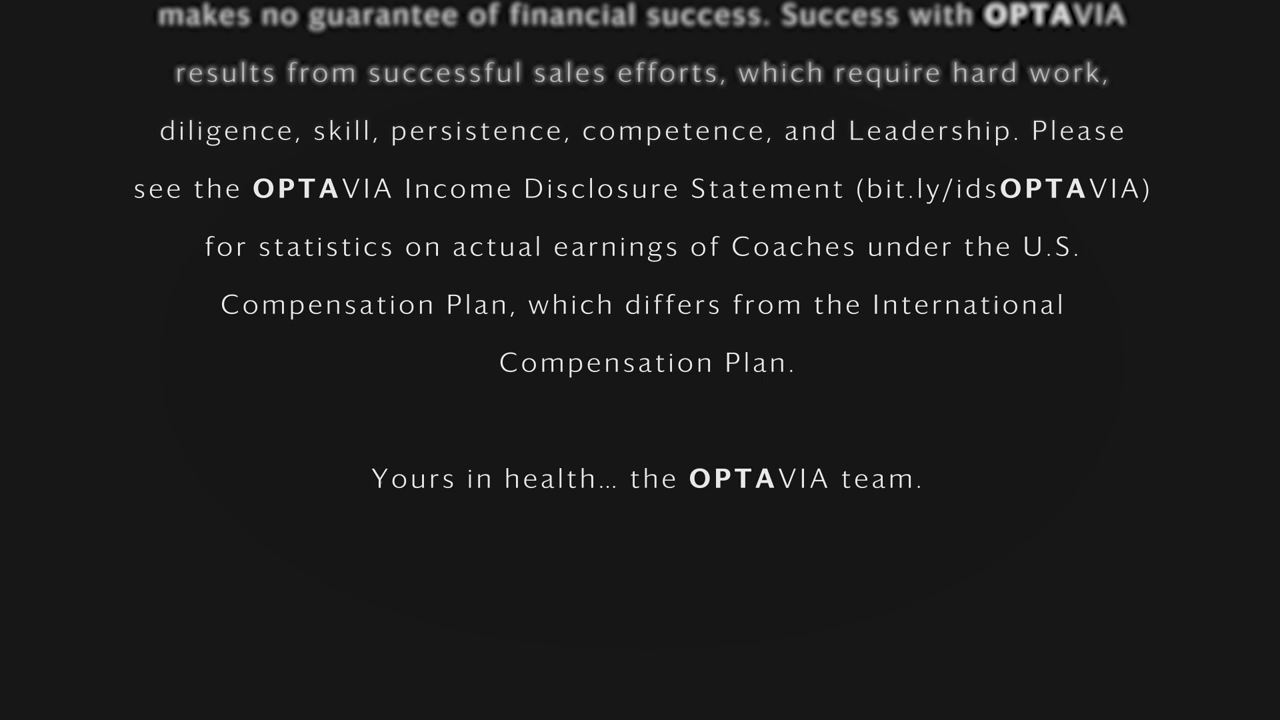 makes no guarantee of financial success. Success with OPTAVIA
results from successful sales efforts, which require hard work,
diligence, skill, persistence, competence, and Leadership. Please
see the OPTAVIA Income Disclosure Statement (bit.ly/idsOPTAVIA)
for statistics on actual earnings of Coaches under the U.S.
Compensation Plan, which differs from the International
Compensation Plan.
Yours in health… the OPTAVIA team.